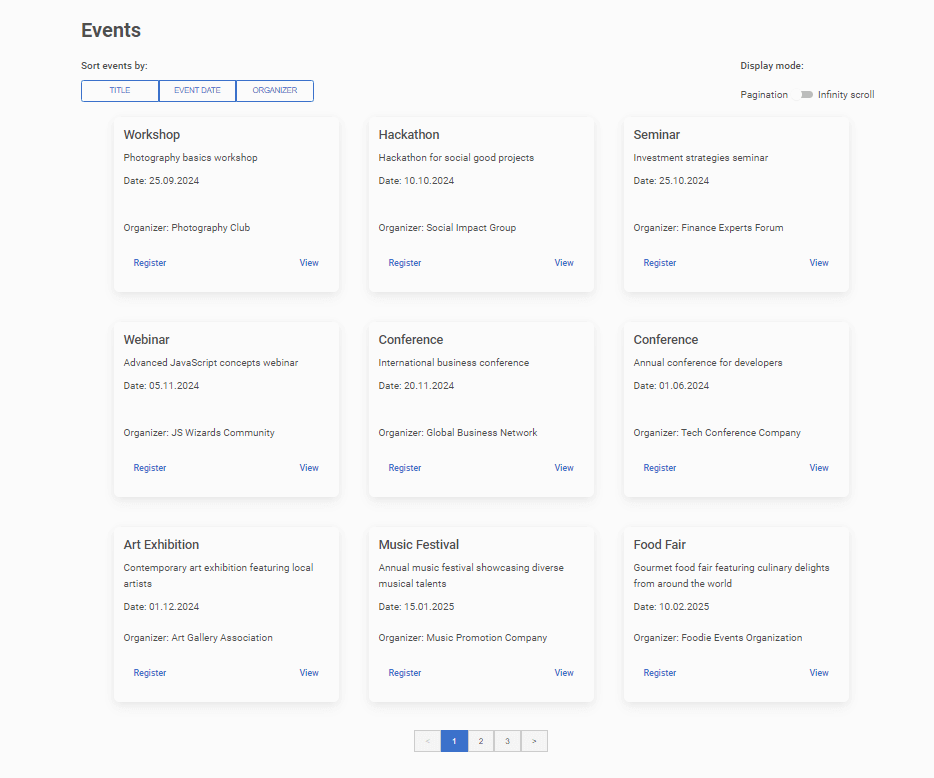 Events
Sort events by:
Display mode:
TITLE EVENT DATE ORGANIZER
Pagination Infinity scroll
Workshop
Photography basics workshop
Date: 25.09.2024
Organizer: Photography Club
Register View
Hackathon
Hackathon for social good projects
Date: 10.10.2024
Organizer: Social Impact Group
Register View
Seminar
Investment strategies seminar
Date: 25.10.2024
Organizer: Finance Experts Forum
Register View
Webinar
Advanced JavaScript concepts webinar
Date: 05.11.2024
Organizer: JS Wizards Community
Register View
Conference
International business conference
Date: 20.11.2024
Organizer: Global Business Network
Register View
Conference
Annual conference for developers
Date: 01.06.2024
Organizer: Tech Conference Company
Register View
Art Exhibition
Contemporary art exhibition featuring local
artists
Date: 01.12.2024
Organizer: Art Gallery Association
Register View
Music Festival
Annual music festival showcasing diverse
musical talents
Date: 15.01.2025
Organizer: Music Promotion Company
Register View
Food Fair
Gourmet food fair featuring culinary delights
from around the world
Date: 10.02.2025
Organizer: Foodie Events Organization
Register View
< 1 2 3 >